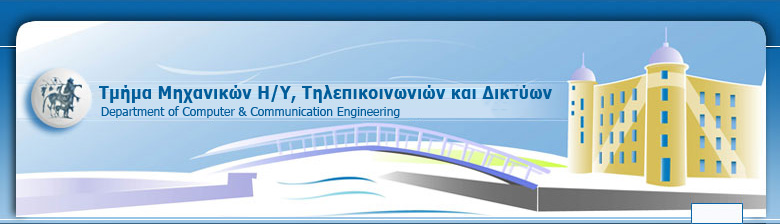 Τμήμα Μηχανικών Η/Υ, Τηλεπικοινωνιών και Δικτύων
Department of Computer & Communication Engineering